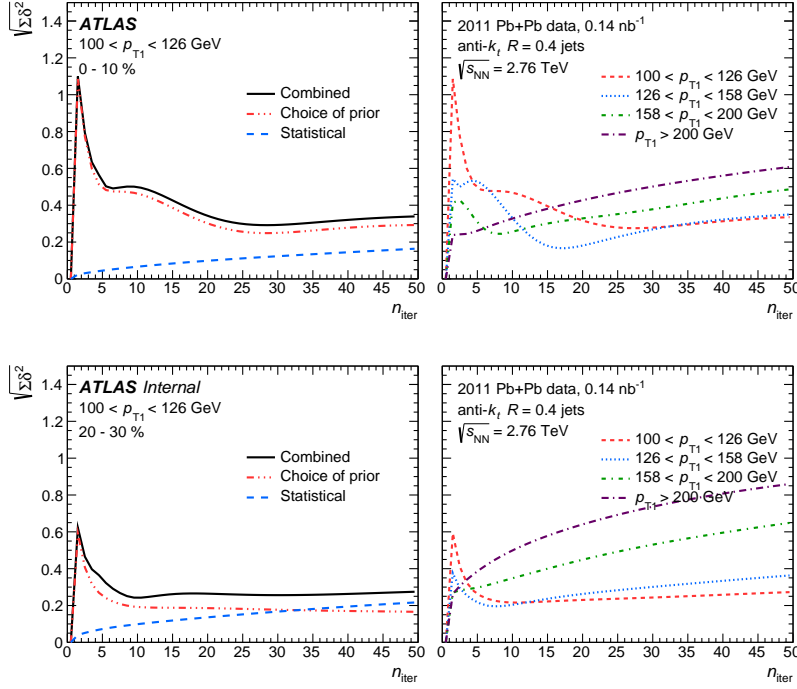 √Σδ²
ATLAS
100 < p_T1 < 126 GeV
0 - 10 %
Combined
Choice of prior
Statistical
1.4
1.2
1
0.8
0.6
0.4
0.2
0
0 5 10 15 20 25 30 35 40 45 50
n_iter
2011 Pb+Pb data, 0.14 nb⁻¹
anti-k_t R = 0.4 jets
√s_NN = 2.76 TeV
100 < p_T1 < 126 GeV
126 < p_T1 < 158 GeV
158 < p_T1 < 200 GeV
p_T1 > 200 GeV
0 5 10 15 20 25 30 35 40 45 50
n_iter
√Σδ²
ATLAS Internal
100 < p_T1 < 126 GeV
20 - 30 %
Combined
Choice of prior
Statistical
1.4
1.2
1
0.8
0.6
0.4
0.2
0
0 5 10 15 20 25 30 35 40 45 50
n_iter
2011 Pb+Pb data, 0.14 nb⁻¹
anti-k_t R = 0.4 jets
√s_NN = 2.76 TeV
100 < p_T1 < 126 GeV
126 < p_T1 < 158 GeV
158 < p_T1 < 200 GeV
p_T1 > 200 GeV
0 5 10 15 20 25 30 35 40 45 50
n_iter